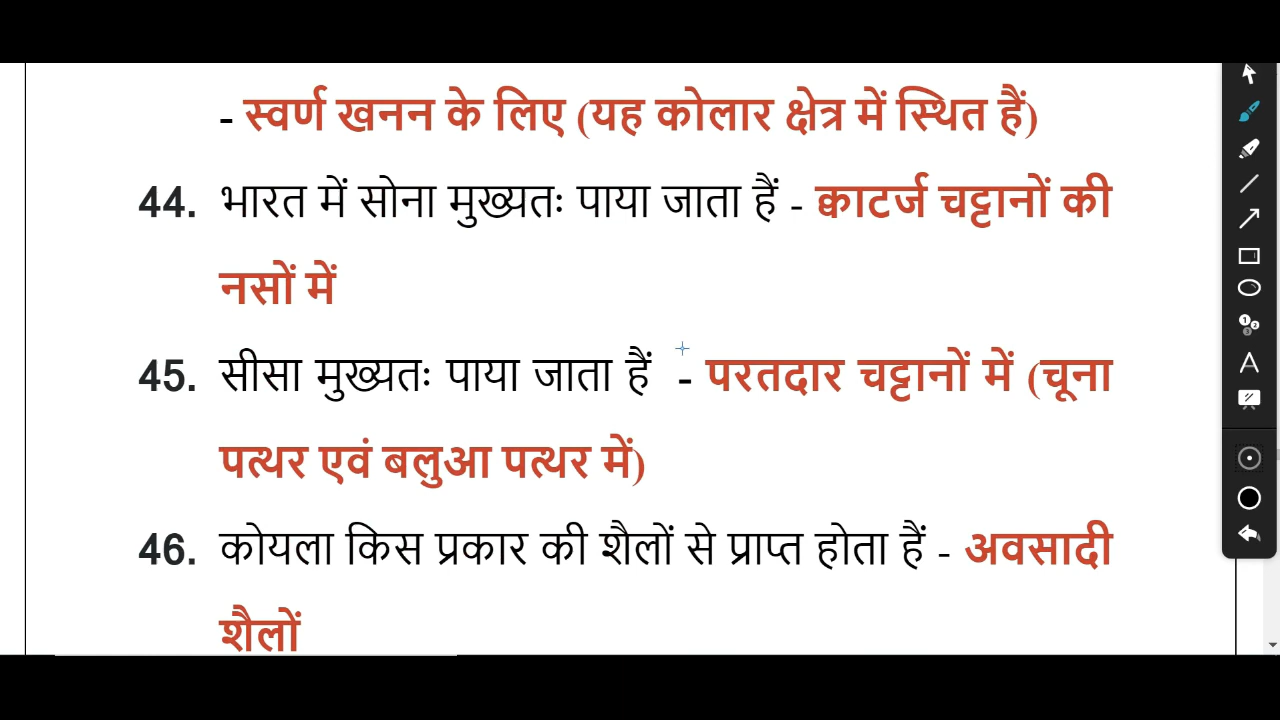 - स्वर्ण खनन के लिए (यह कोलार क्षेत्र में स्थित हैं)
44. भारत में सोना मुख्यतः पाया जाता हैं - क्वाटर्ज चट्टानों की
नसों में
45. सीसा मुख्यतः पाया जाता हैं - परतदार चट्टानों में (चूना
पत्थर एवं बलुआ पत्थर में)
46. कोयला किस प्रकार की शैलों से प्राप्त होता हैं - अवसादी
शैलों